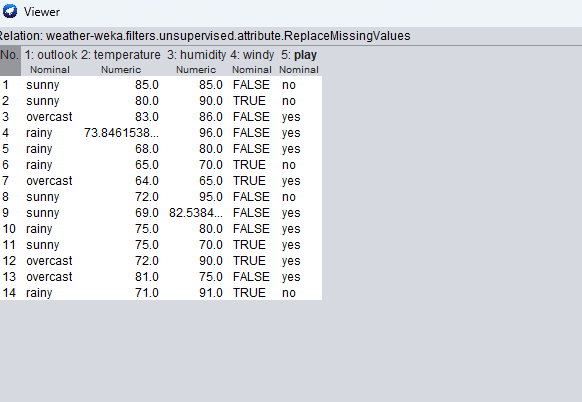 Viewer
Relation: weather-weka.filters.unsupervised.attribute.ReplaceMissingValues
No. 1: outlook 2: temperature 3: humidity 4: windy 5: play
Nominal Numeric Numeric Nominal Nominal
1 sunny 85.0 85.0 FALSE no
2 sunny 80.0 90.0 TRUE no
3 overcast 83.0 86.0 FALSE yes
4 rainy 73.8461538... 96.0 FALSE yes
5 rainy 68.0 80.0 FALSE yes
6 rainy 65.0 70.0 TRUE no
7 overcast 64.0 65.0 TRUE yes
8 sunny 72.0 95.0 FALSE no
9 sunny 69.0 82.5384... FALSE yes
10 rainy 75.0 80.0 FALSE yes
11 sunny 75.0 70.0 TRUE yes
12 overcast 72.0 90.0 TRUE yes
13 overcast 81.0 75.0 FALSE yes
14 rainy 71.0 91.0 TRUE no